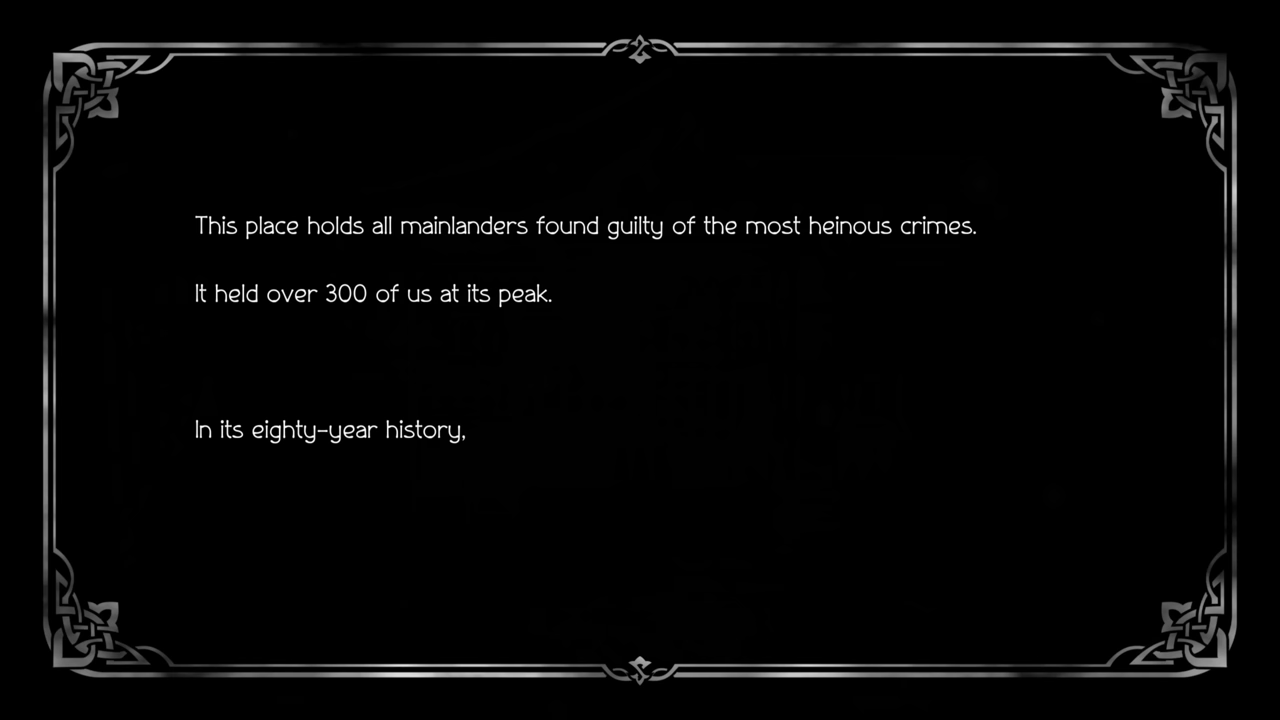 This place holds all mainlanders found guilty of the most heinous crimes.
It held over 300 of us at its peak.
In its eighty-year history,